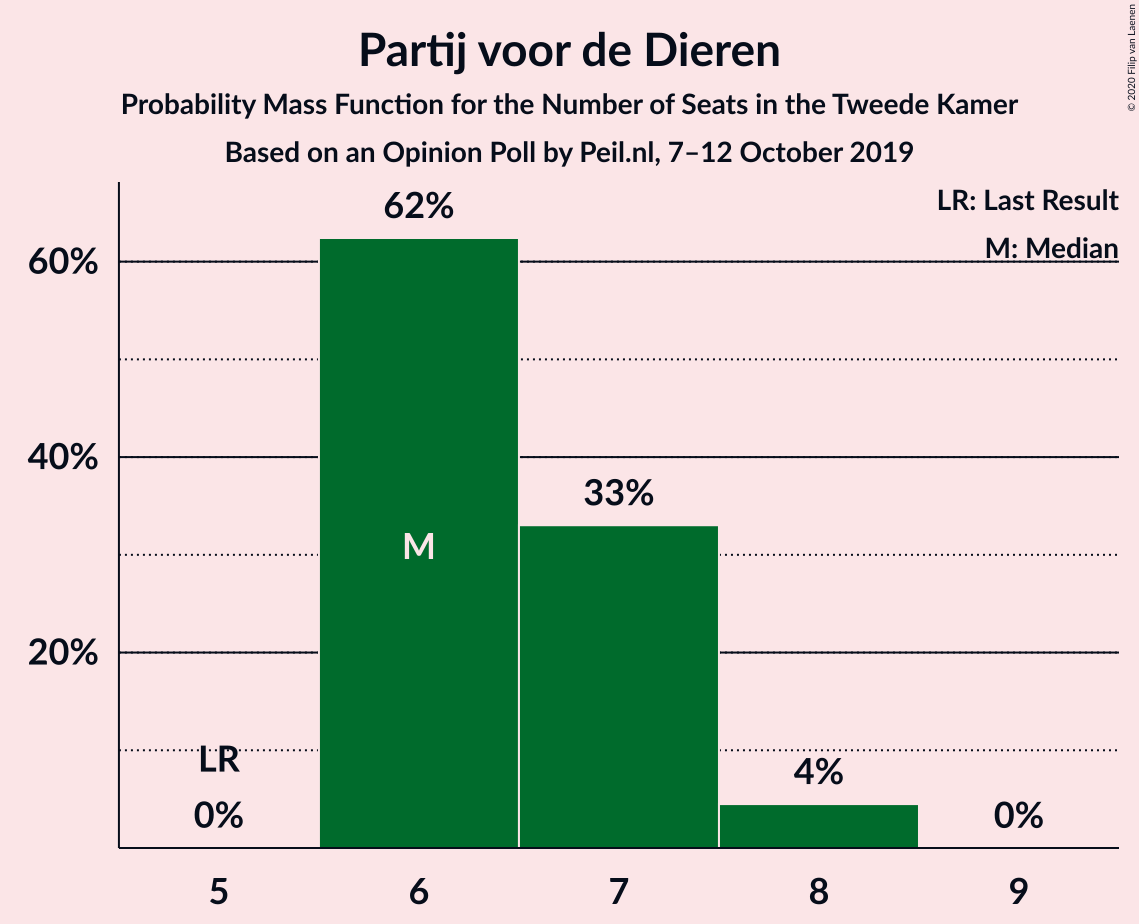 Partij voor de Dieren
Probability Mass Function for the Number of Seats in the Tweede Kamer
Based on an Opinion Poll by Peil.nl, 7–12 October 2019
© 2020 Filip van Laenen
LR: Last Result
M: Median
62%
60%
40%
33%
M
20%
LR
4%
0%
0%
5 6 7 8 9